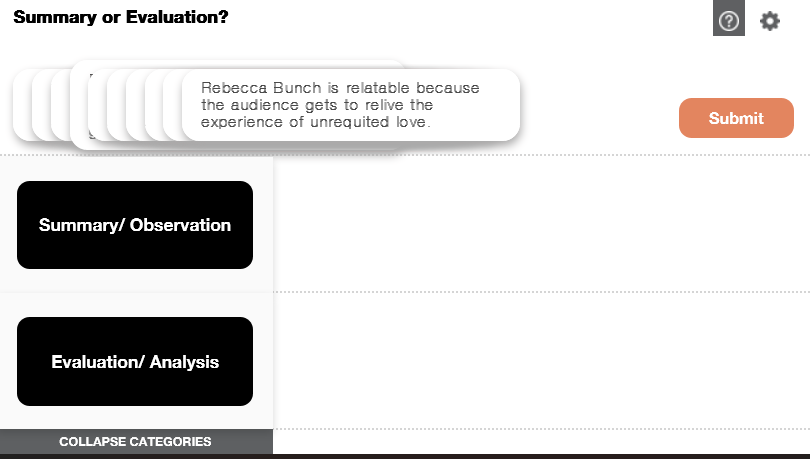 Summary or Evaluation?
Rebecca Bunch is relatable because
the audience gets to relive the
experience of unrequited love.
Submit
Summary/ Observation
Evaluation/ Analysis
COLLAPSE CATEGORIES